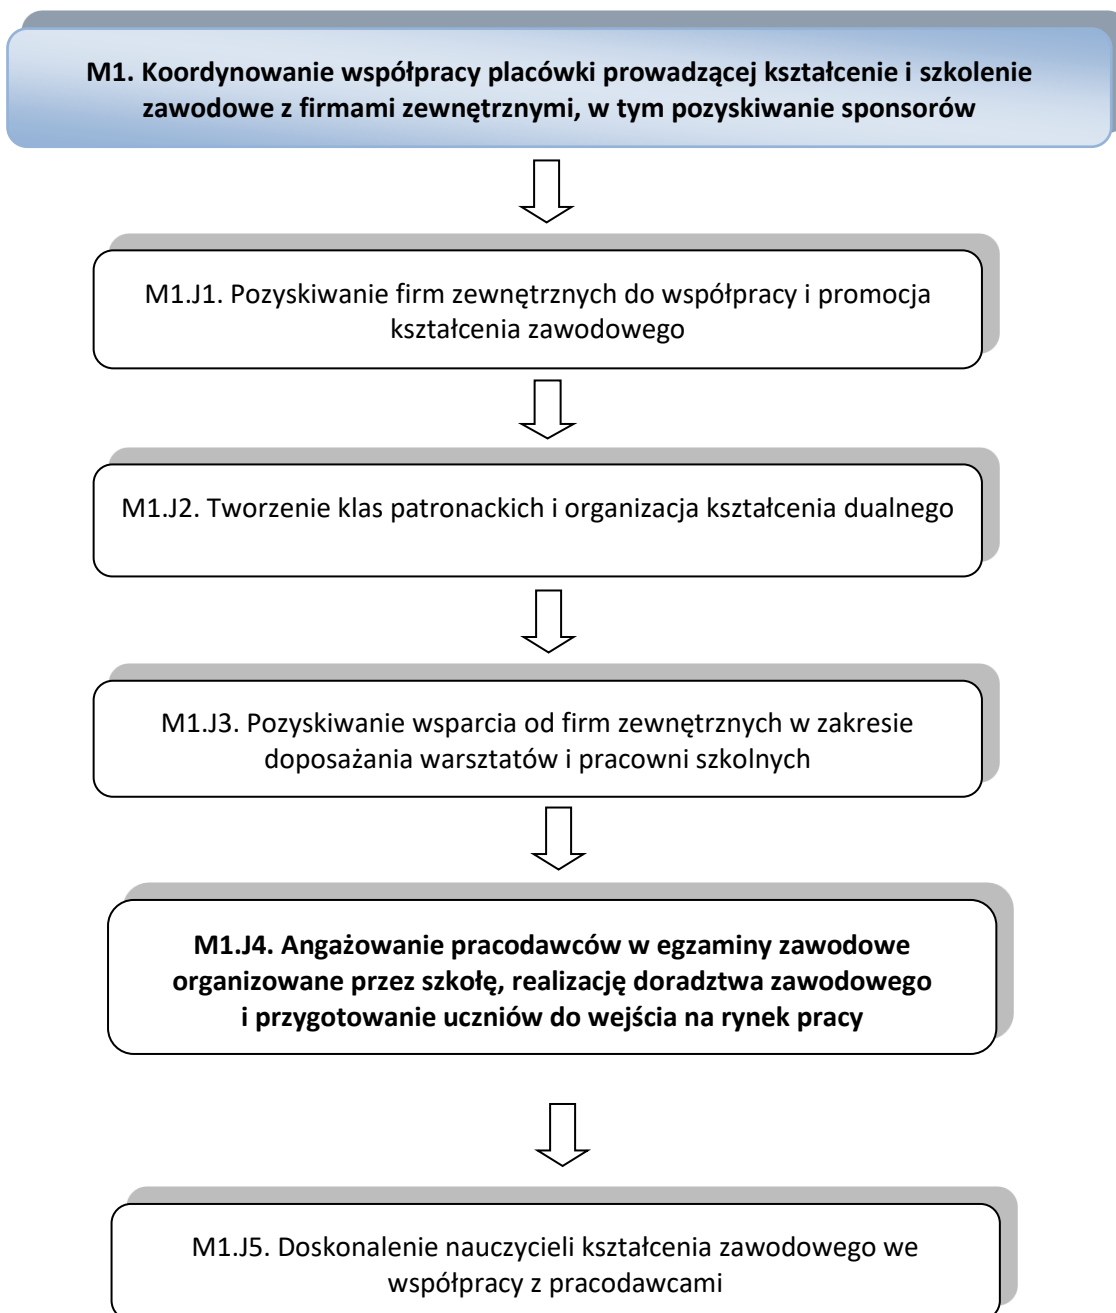 M1. Koordynowanie współpracy placówki prowadzącej kształcenie i szkolenie
zawodowe z firmami zewnętrznymi, w tym pozyskiwanie sponsorów
M1.J1. Pozyskiwanie firm zewnętrznych do współpracy i promocja
kształcenia zawodowego
M1.J2. Tworzenie klas patronackich i organizacja kształcenia dualnego
M1.J3. Pozyskiwanie wsparcia od firm zewnętrznych w zakresie
doposażania warsztatów i pracowni szkolnych
M1.J4. Angażowanie pracodawców w egzaminy zawodowe
organizowane przez szkołę, realizację doradztwa zawodowego
i przygotowanie uczniów do wejścia na rynek pracy
M1.J5. Doskonalenie nauczycieli kształcenia zawodowego we
współpracy z pracodawcami